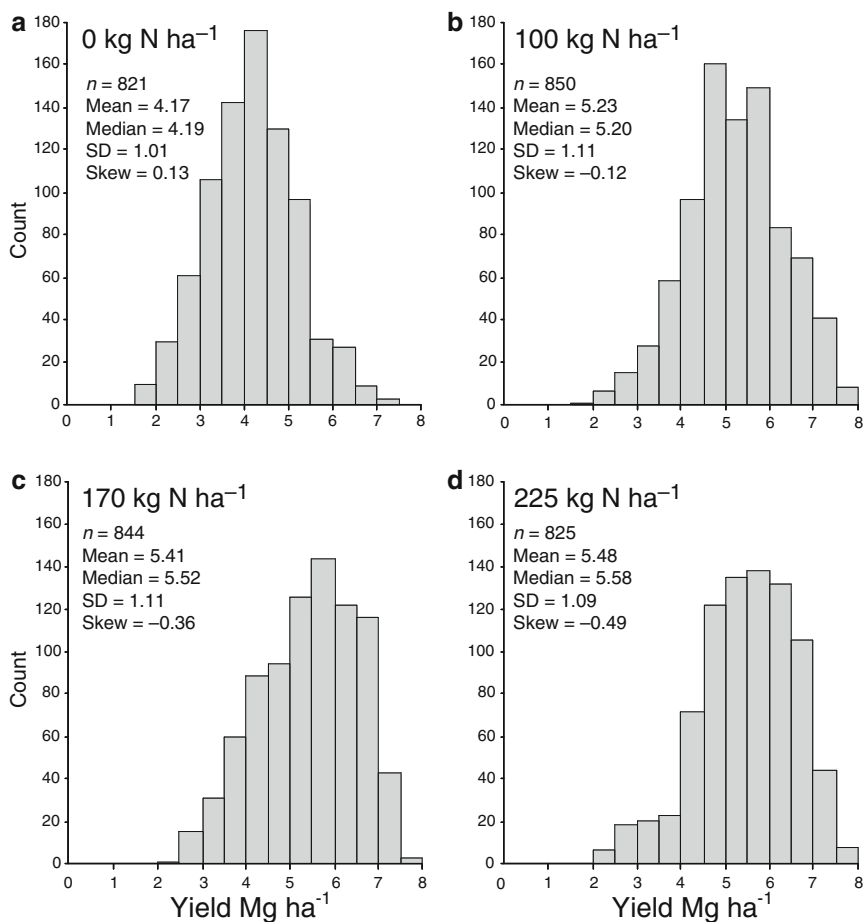 a
0 kg N ha⁻¹
n = 821
Mean = 4.17
Median = 4.19
SD = 1.01
Skew = 0.13
Count
180
160
140
120
100
80
60
40
20
0
0 1 2 3 4 5 6 7 8
b
100 kg N ha⁻¹
n = 850
Mean = 5.23
Median = 5.20
SD = 1.11
Skew = –0.12
180
160
140
120
100
80
60
40
20
0
0 1 2 3 4 5 6 7 8
c
170 kg N ha⁻¹
n = 844
Mean = 5.41
Median = 5.52
SD = 1.11
Skew = –0.36
Count
180
160
140
120
100
80
60
40
20
0
0 1 2 3 4 5 6 7 8
Yield Mg ha⁻¹
d
225 kg N ha⁻¹
n = 825
Mean = 5.48
Median = 5.58
SD = 1.09
Skew = –0.49
180
160
140
120
100
80
60
40
20
0
0 1 2 3 4 5 6 7 8
Yield Mg ha⁻¹